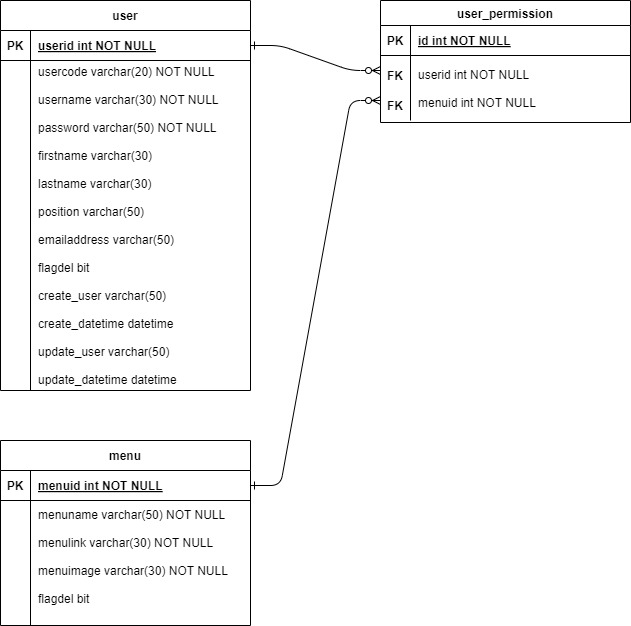 user
PK userid int NOT NULL
usercode varchar(20) NOT NULL
username varchar(30) NOT NULL
password varchar(50) NOT NULL
firstname varchar(30)
lastname varchar(30)
position varchar(50)
emailaddress varchar(50)
flagdel bit
create_user varchar(50)
create_datetime datetime
update_user varchar(50)
update_datetime datetime
user_permission
PK id int NOT NULL
FK userid int NOT NULL
FK menuid int NOT NULL
menu
PK menuid int NOT NULL
menuname varchar(50) NOT NULL
menulink varchar(30) NOT NULL
menuimage varchar(30) NOT NULL
flagdel bit